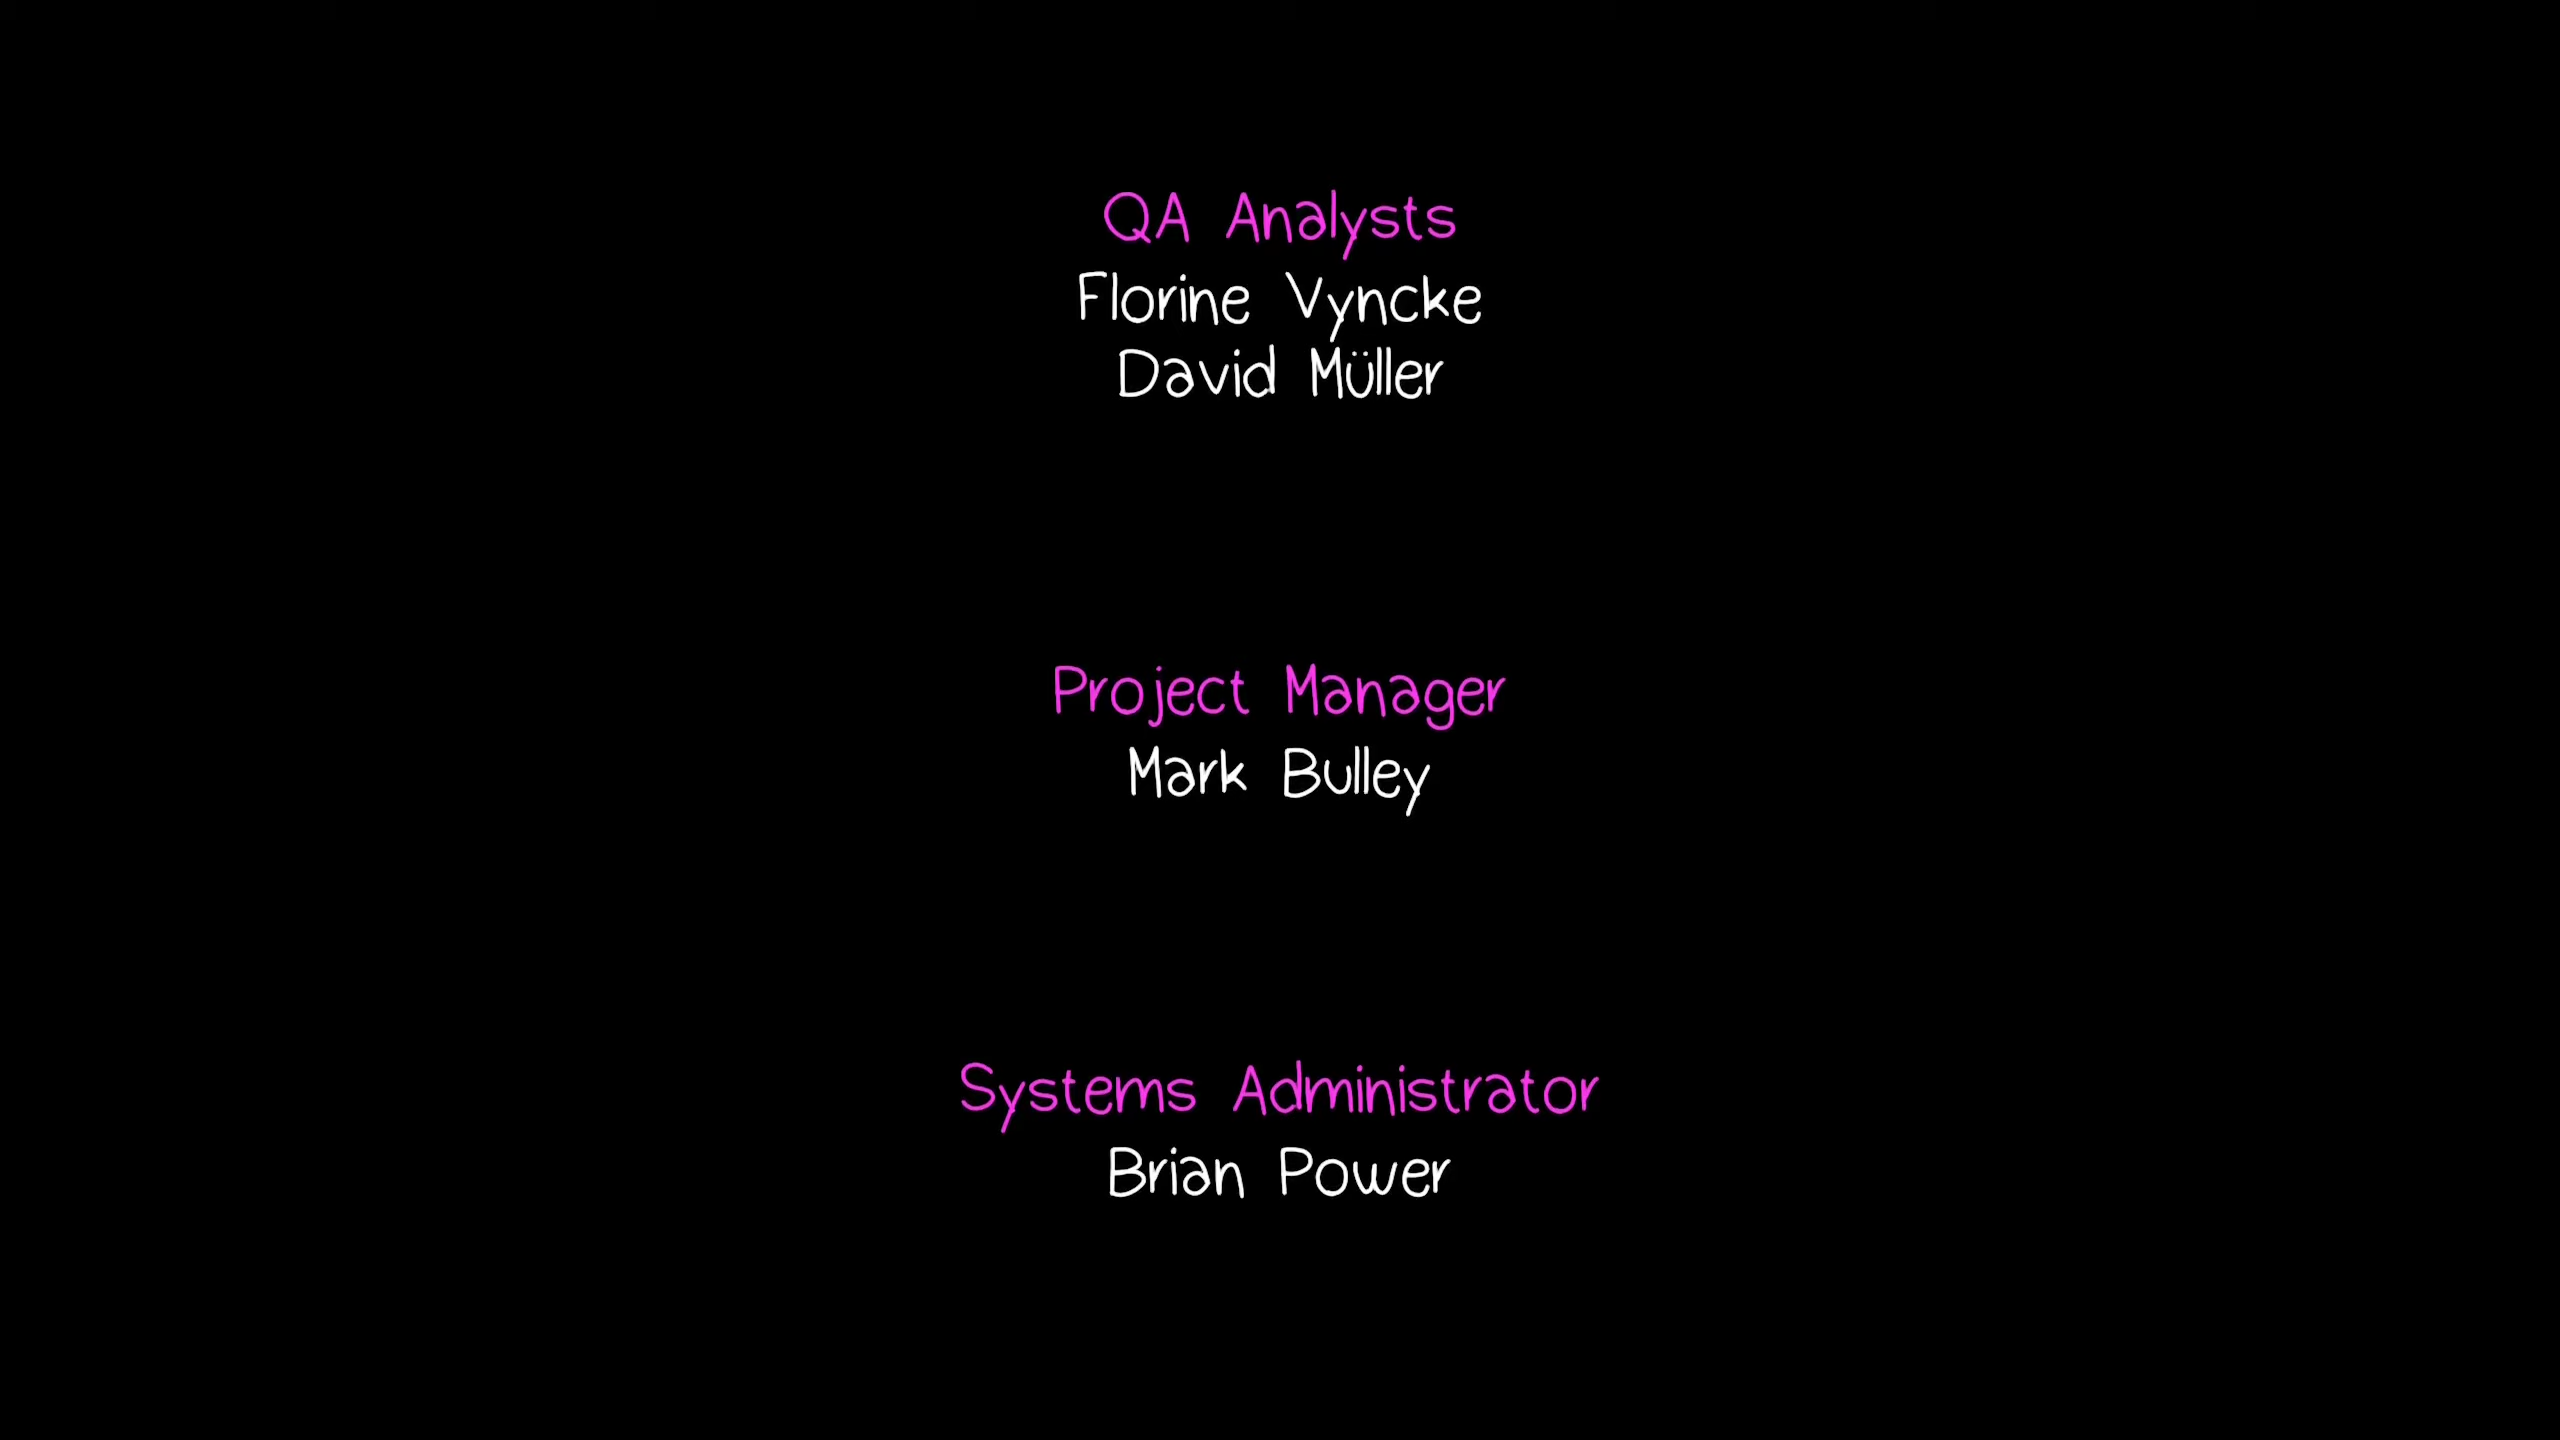 QA Analysts
Florine Vyncke
David Müller
Project Manager
Mark Bulley
Systems Administrator
Brian Power